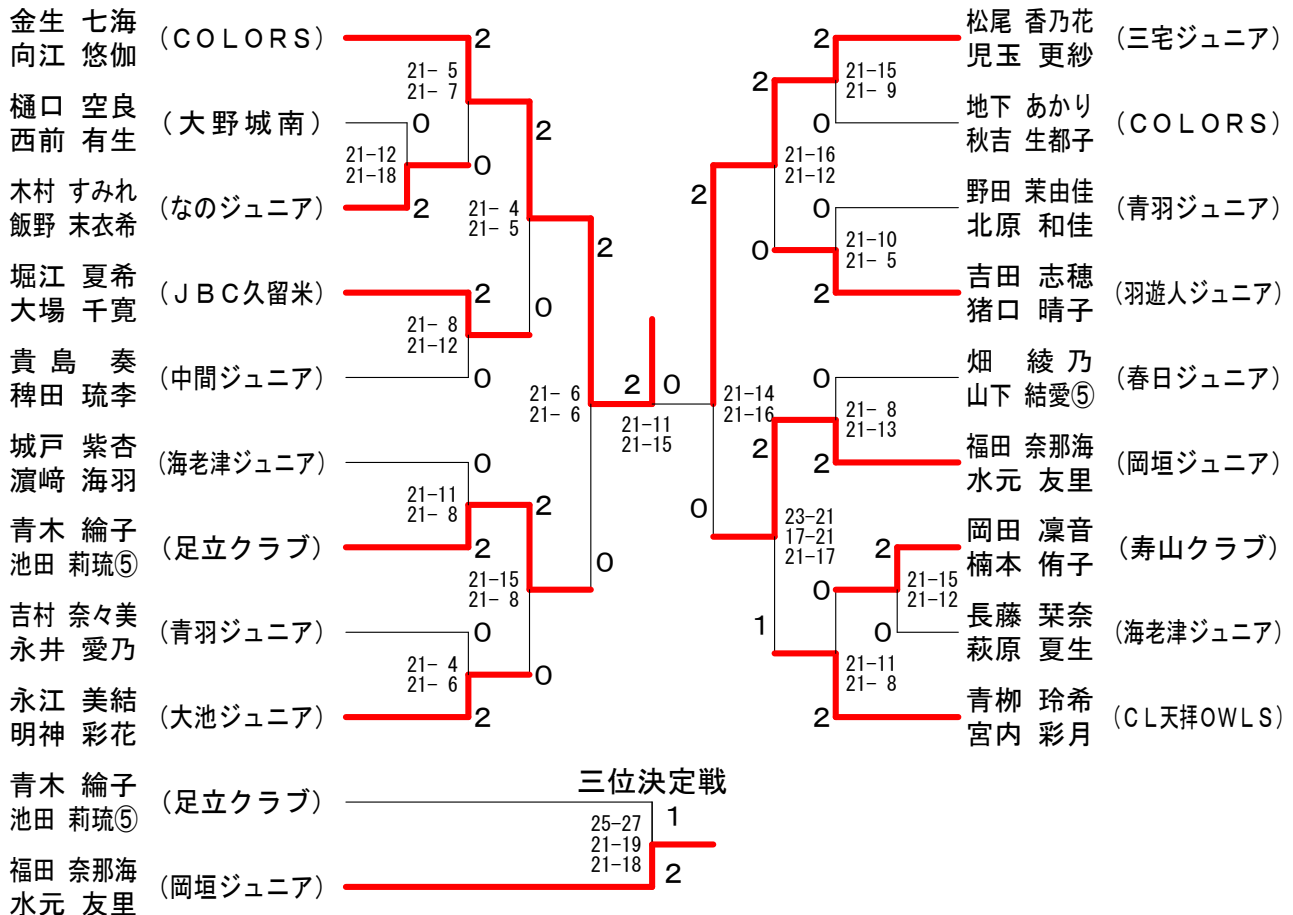 金生 七海
向江 悠伽
(ＣＯＬＯＲＳ)
2
21- 5
21- 7
樋口 空良
西前 有生
(大野城南)
0
21-12
21-18
0
2
木村 すみれ
飯野 末衣希
(なのジュニア)
2
21- 4
21- 5
堀江 夏希
大場 千寛
(ＪＢＣ久留米)
2
21- 8
21-12
0
貴島 奏
稗田 琉李
(中間ジュニア)
0
2
21- 6
21- 6
城戸 紫杏
濵﨑 海羽
(海老津ジュニア)
0
21-11
21- 8
2
青木 綸子
池田 莉琉⑤
(足立クラブ)
2
21-15
21- 8
0
吉村 奈々美
永井 愛乃
(青羽ジュニア)
0
21- 4
21- 6
0
永江 美結
明神 彩花
(大池ジュニア)
2
2
0
21-11
21-15
松尾 香乃花
児玉 更紗
(三宅ジュニア)
2
21-15
21- 9
2
地下 あかり
秋吉 生都子
(ＣＯＬＯＲＳ)
0
21-16
21-12
2
野田 茉由佳
北原 和佳
(青羽ジュニア)
0
21-10
21- 5
0
吉田 志穂
猪口 晴子
(羽遊人ジュニア)
2
21-14
21-16
畑 綾乃
山下 結愛⑤
(春日ジュニア)
0
21- 8
21-13
2
福田 奈那海
水元 友里
(岡垣ジュニア)
2
0
23-21
17-21
21-17
岡田 凜音
楠本 侑子
(寿山クラブ)
2
21-15
21-12
0
長藤 栞奈
萩原 夏生
(海老津ジュニア)
0
1
21-11
21- 8
青栁 玲希
宮内 彩月
(ＣＬ天拝OWLS)
2
三位決定戦
青木 綸子
池田 莉琉⑤
(足立クラブ)
1
25-27
21-19
21-18
福田 奈那海
水元 友里
(岡垣ジュニア)
2